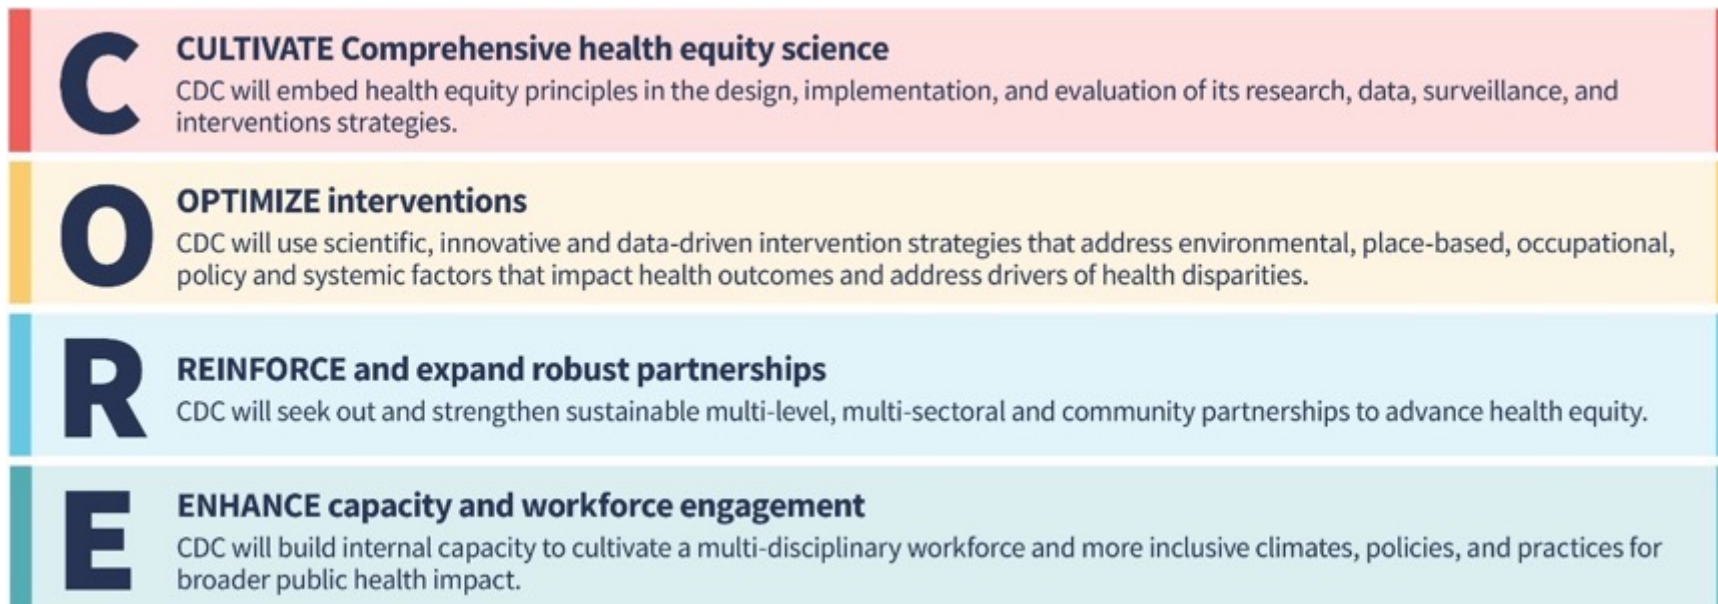 C
CULTIVATE Comprehensive health equity science
CDC will embed health equity principles in the design, implementation, and evaluation of its research, data, surveillance, and
interventions strategies.
O
OPTIMIZE interventions
CDC will use scientific, innovative and data-driven intervention strategies that address environmental, place-based, occupational,
policy and systemic factors that impact health outcomes and address drivers of health disparities.
R
REINFORCE and expand robust partnerships
CDC will seek out and strengthen sustainable multi-level, multi-sectoral and community partnerships to advance health equity.
E
ENHANCE capacity and workforce engagement
CDC will build internal capacity to cultivate a multi-disciplinary workforce and more inclusive climates, policies, and practices for
broader public health impact.